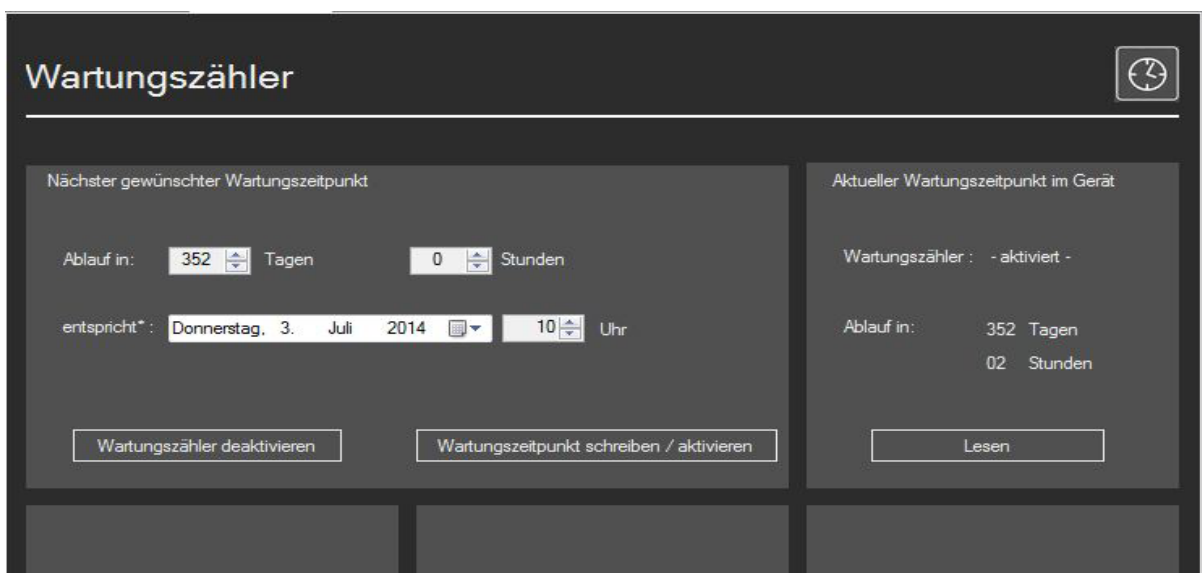 Wartungszähler
Nächster gewünschter Wartungszeitpunkt
Ablauf in: 352 Tagen 0 Stunden
entspricht* : Donnerstag, 3. Juli 2014 10 Uhr
Wartungszähler deaktivieren Wartungszeitpunkt schreiben / aktivieren
Aktueller Wartungszeitpunkt im Gerät
Wartungszähler : - aktiviert -
Ablauf in: 352 Tagen
02 Stunden
Lesen